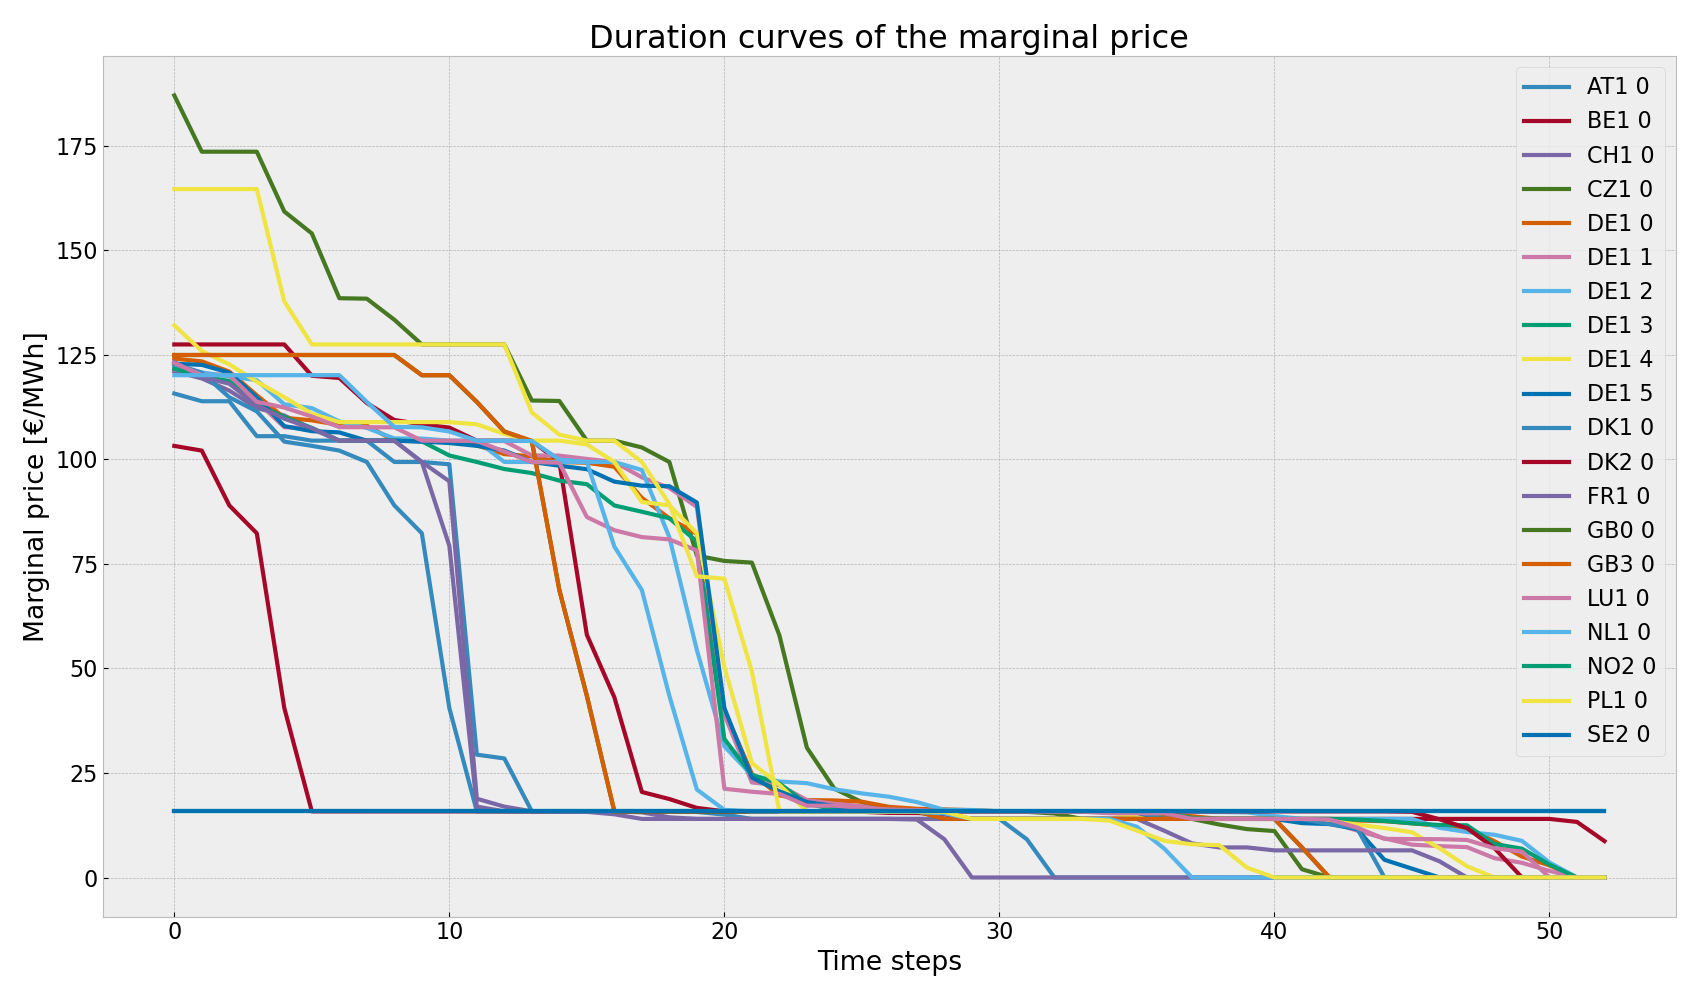 Duration curves of the marginal price
Marginal price [€/MWh]
175
150
125
100
75
50
25
0
0
10
20
30
40
50
Time steps
AT1 0
BE1 0
CH1 0
CZ1 0
DE1 0
DE1 1
DE1 2
DE1 3
DE1 4
DE1 5
DK1 0
DK2 0
FR1 0
GB0 0
GB3 0
LU1 0
NL1 0
NO2 0
PL1 0
SE2 0